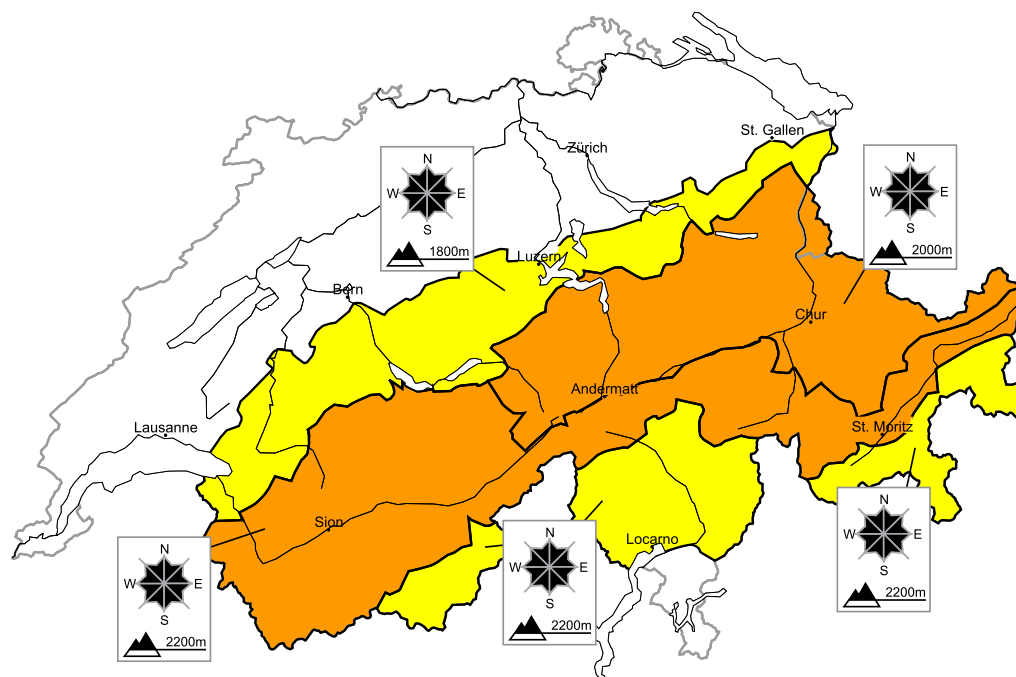 St. Gallen
Zürich
N
W E
S
1800m
N
W E
S
2000m
Luzern
Bern
Chur
Andermatt
Lausanne
St. Moritz
Sion
Locarno
N
W E
S
2200m
N
W E
S
2200m
N
W E
S
2200m